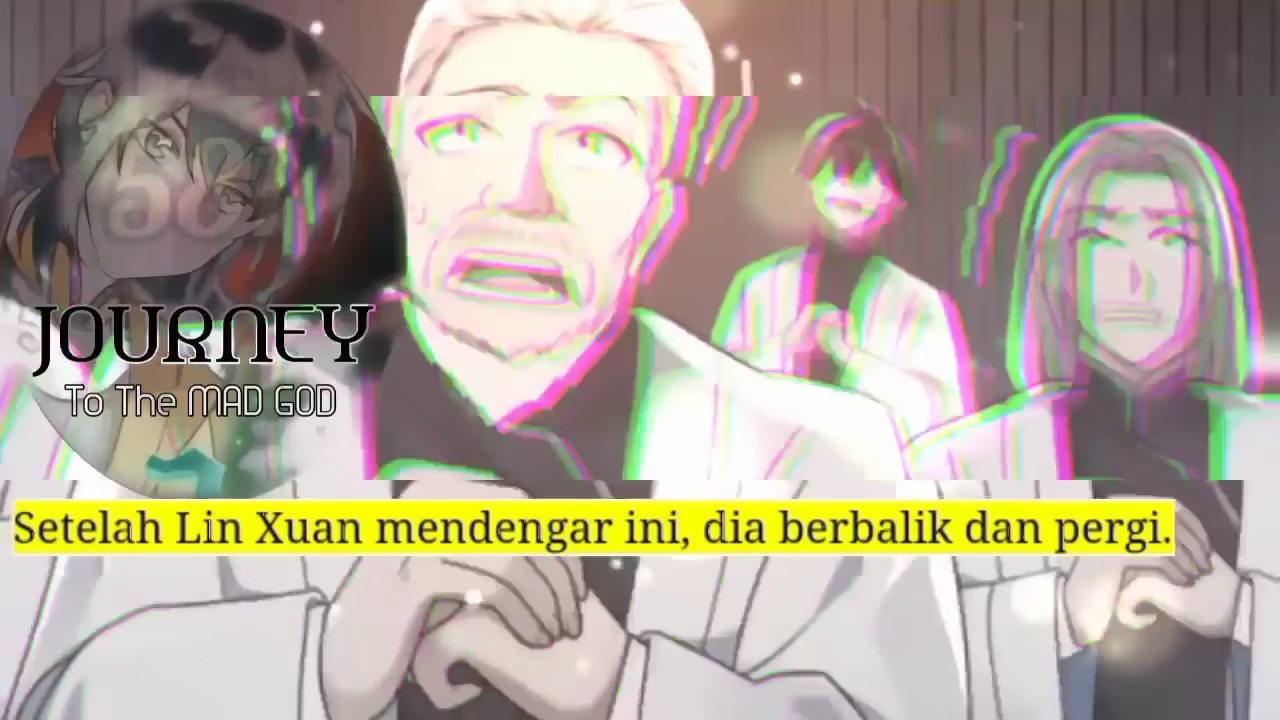 JOURNEY
To The MAD GOD
Setelah Lin Xuan mendengar ini, dia berbalik dan pergi.